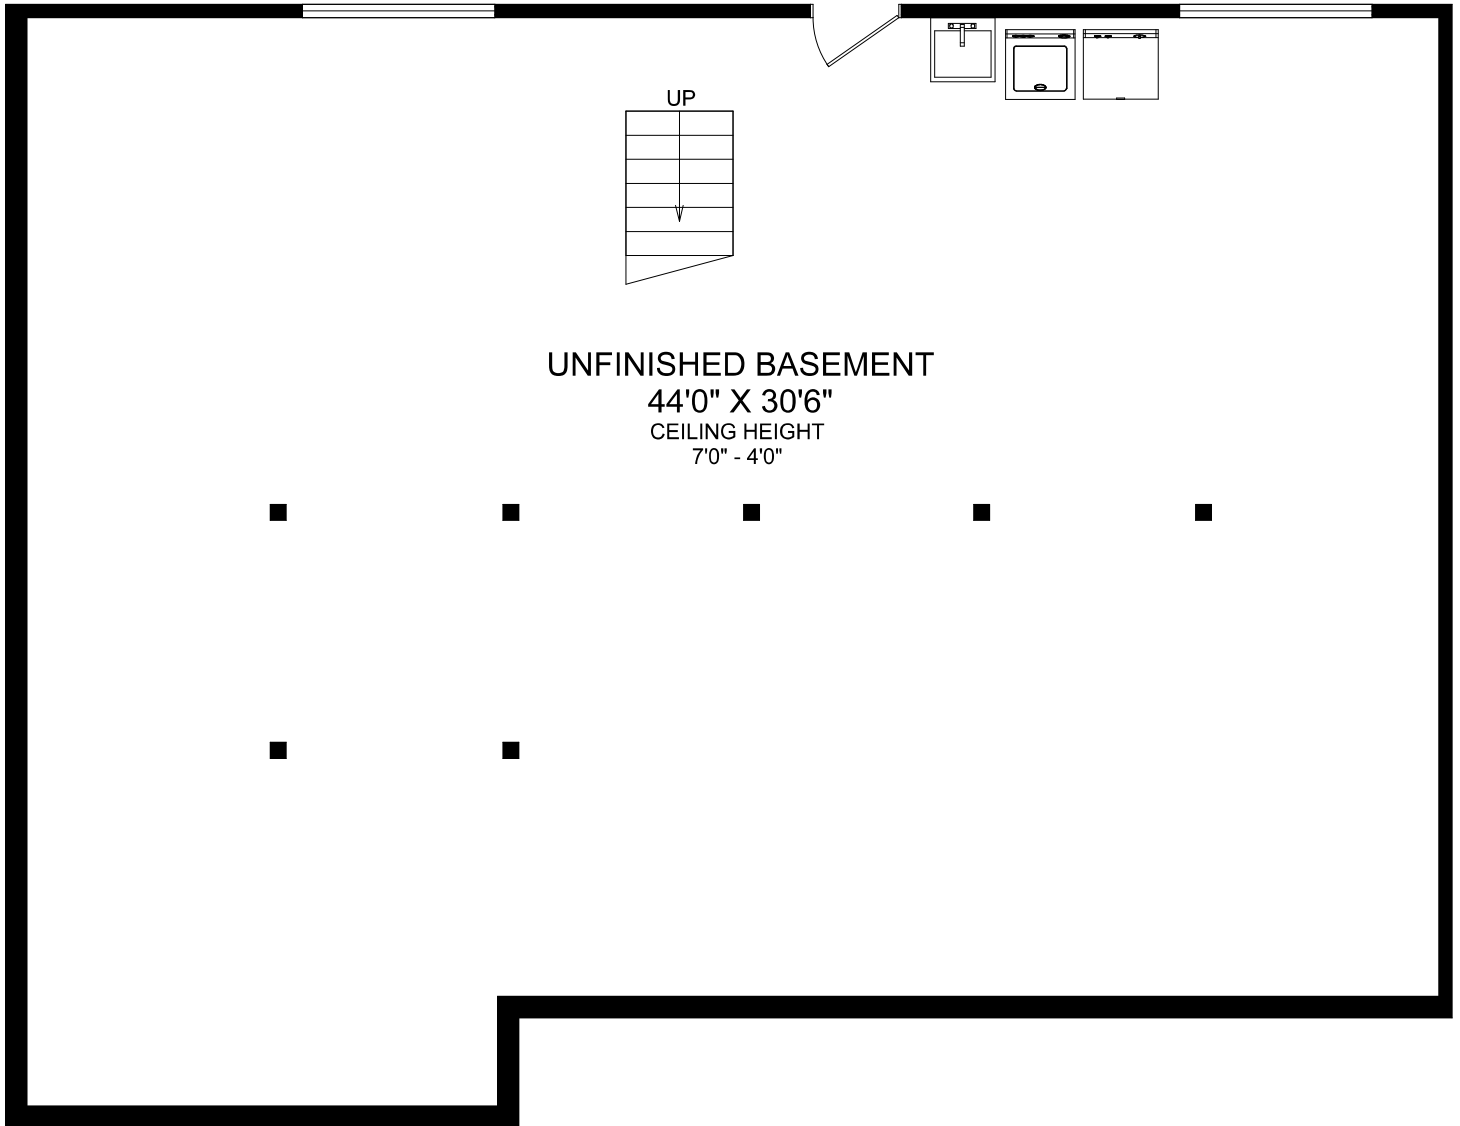 UP
UNFINISHED BASEMENT
44'0" X 30'6"
CEILING HEIGHT
7'0" - 4'0"